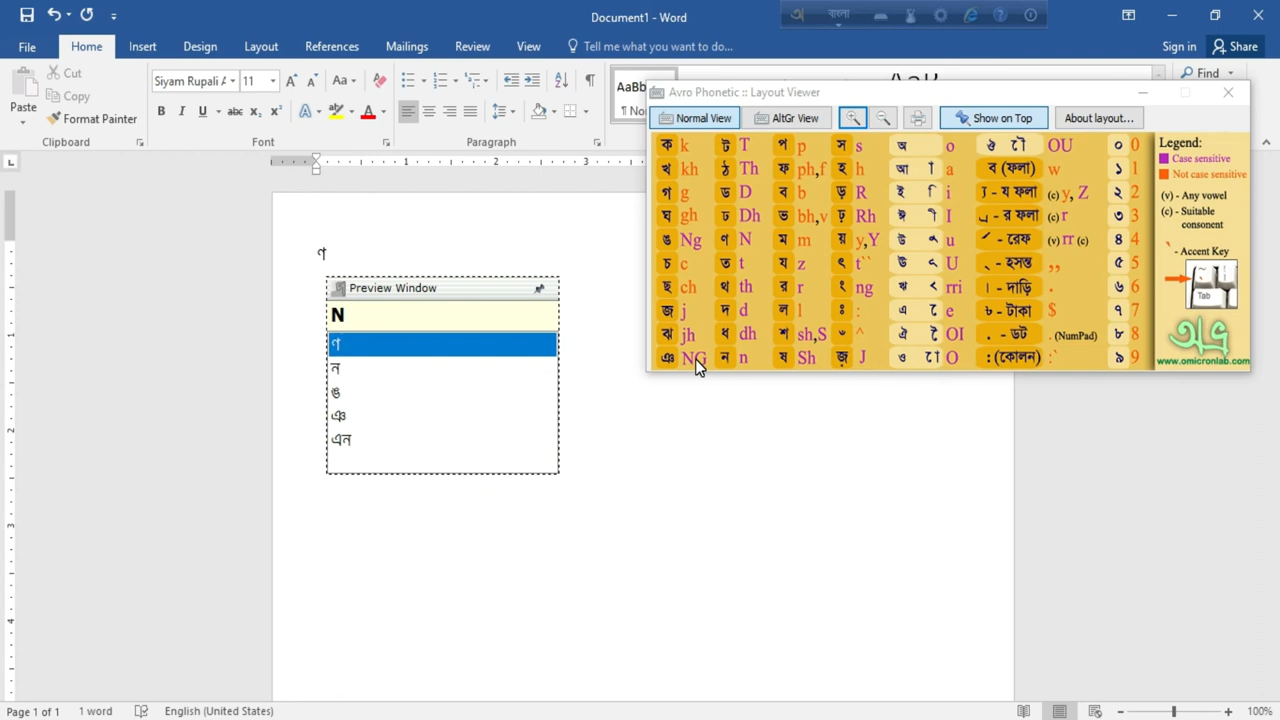 Document1 - Word
বাংলা
File Home Insert Design Layout References Mailings Review View Tell me what you want to do... Sign in Share
Cut
Copy
Paste
Format Painter
Siyam Rupali A 11
AaBb
Find
Clipboard Font Paragraph
Avro Phonetic :: Layout Viewer
Normal View AltGr View Show on Top About layout...
ক k ট T প p স s অ o ঔ ৌ OU ০ 0
খ kh ঠ Th ফ ph,f হ h আ া a ব (ফলা) w ১ 1
গ g ড D ব b ড় R ই ি i ্য - য ফলা (c) y, Z ২ 2
ঘ gh ঢ Dh ভ bh,v ঢ় Rh ঈ ী I ্র - র ফলা (c) r ৩ 3
ঙ Ng ণ N ম m য় y,Y উ ু u র্ - রেফ (v) rr (c) ৪ 4
চ c ত t য z ৎ t`` ঊ ূ U ্ - হসন্ত ,, ৫ 5
ছ ch থ th র r ং ng ঋ ৃ rri । - দাড়ি . ৬ 6
জ j দ d ল l ঃ : এ ে e ৳ - টাকা $ ৭ 7
ঝ jh ধ dh শ sh,S ঁ ^ ঐ ৈ OI . - ডট . (NumPad) ৮ 8
ঞ NG ন n ষ Sh জ় J ও ো O : (কোলন) :` ৯ 9
Legend:
Case sensitive
Not case sensitive
(v) - Any vowel
(c) - Suitable
consonent
` - Accent Key
Tab
অভ্র
www.omicronlab.com
ণ
Preview Window
N
ণ
ন
ঙ
ঞ
এন
Page 1 of 1 1 word English (United States) 100%